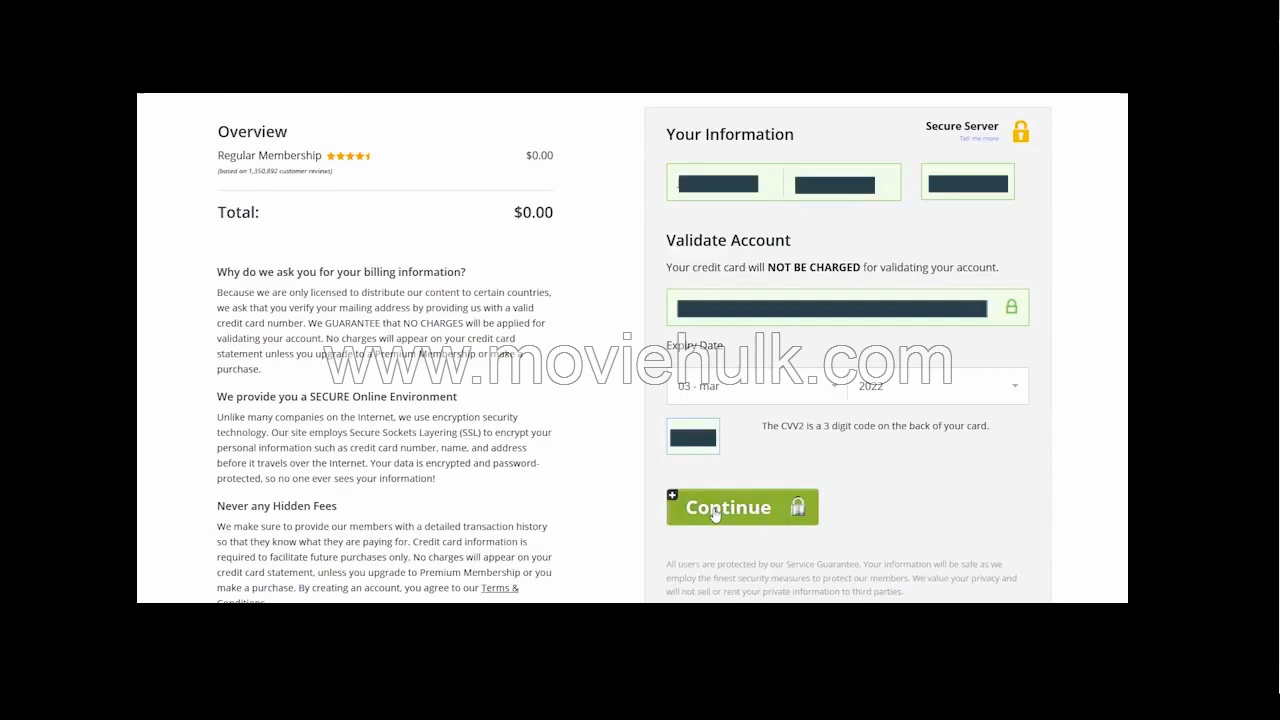 Overview
Regular Membership $0.00
(based on 1,350,892 customer reviews)
Total: $0.00
Why do we ask you for your billing information?
Because we are only licensed to distribute our content to certain countries,
we ask that you verify your mailing address by providing us with a valid
credit card number. We GUARANTEE that NO CHARGES will be applied for
validating your account. No charges will appear on your credit card
statement unless you upgrade to a Premium Membership or make a
purchase.
We provide you a SECURE Online Environment
Unlike many companies on the Internet, we use encryption security
technology. Our site employs Secure Sockets Layering (SSL) to encrypt your
personal information such as credit card number, name, and address
before it travels over the Internet. Your data is encrypted and password-
protected, so no one ever sees your information!
Never any Hidden Fees
We make sure to provide our members with a detailed transaction history
so that they know what they are paying for. Credit card information is
required to facilitate future purchases only. No charges will appear on your
credit card statement, unless you upgrade to Premium Membership or you
make a purchase. By creating an account, you agree to our Terms &
Conditions
Your Information
Secure Server
Tell me more
Validate Account
Your credit card will NOT BE CHARGED for validating your account.
Expiry Date
www.moviehulk.com
03 - mar 2022
The CVV2 is a 3 digit code on the back of your card.
Continue
All users are protected by our Service Guarantee. Your information will be safe as we
employ the finest security measures to protect our members. We value your privacy and
will not sell or rent your private information to third parties.